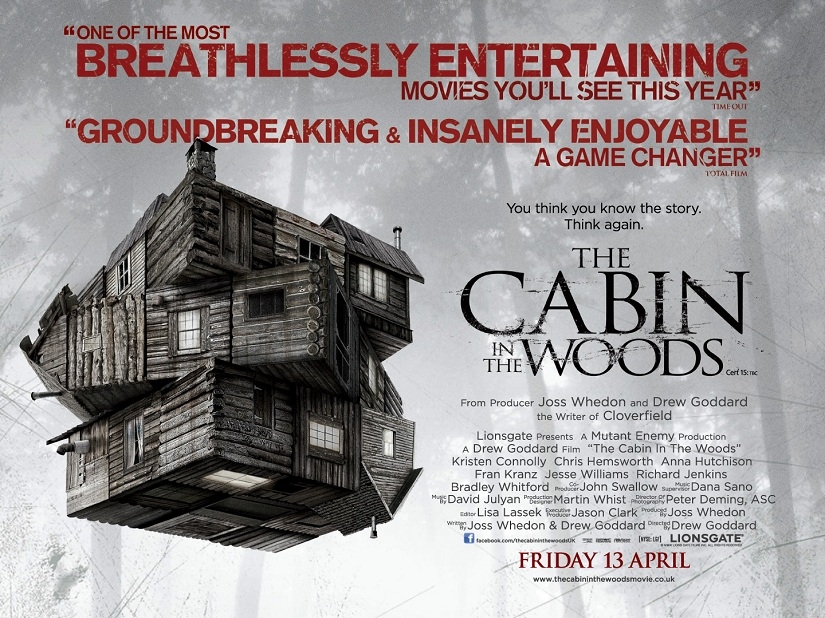 “ONE OF THE MOST
BREATHLESSLY ENTERTAINING
MOVIES YOU'LL SEE THIS YEAR”
TIME OUT
“GROUNDBREAKING & INSANELY ENJOYABLE
A GAME CHANGER”
TOTAL FILM
You think you know the story.
Think again.
THE
CABIN
IN THE WOODS
Cert 15: TBC
From Producer Joss Whedon and Drew Goddard
the Writer of Cloverfield
Lionsgate Presents A Mutant Enemy Production
A Drew Goddard Film “The Cabin In The Woods”
Kristen Connolly Chris Hemsworth Anna Hutchison
Fran Kranz Jesse Williams Richard Jenkins
Bradley Whitford Co-Producer John Swallow Music Supervisor Dana Sano
Music By David Julyan Production Designer Martin Whist Director Of Photography Peter Deming, ASC
Editor Lisa Lassek Executive Producer Jason Clark Produced By Joss Whedon
Written By Joss Whedon & Drew Goddard Directed By Drew Goddard
facebook.com/thecabininthewoodsUK LIONSGATE
FRIDAY 13 APRIL
www.thecabininthewoodsmovie.co.uk